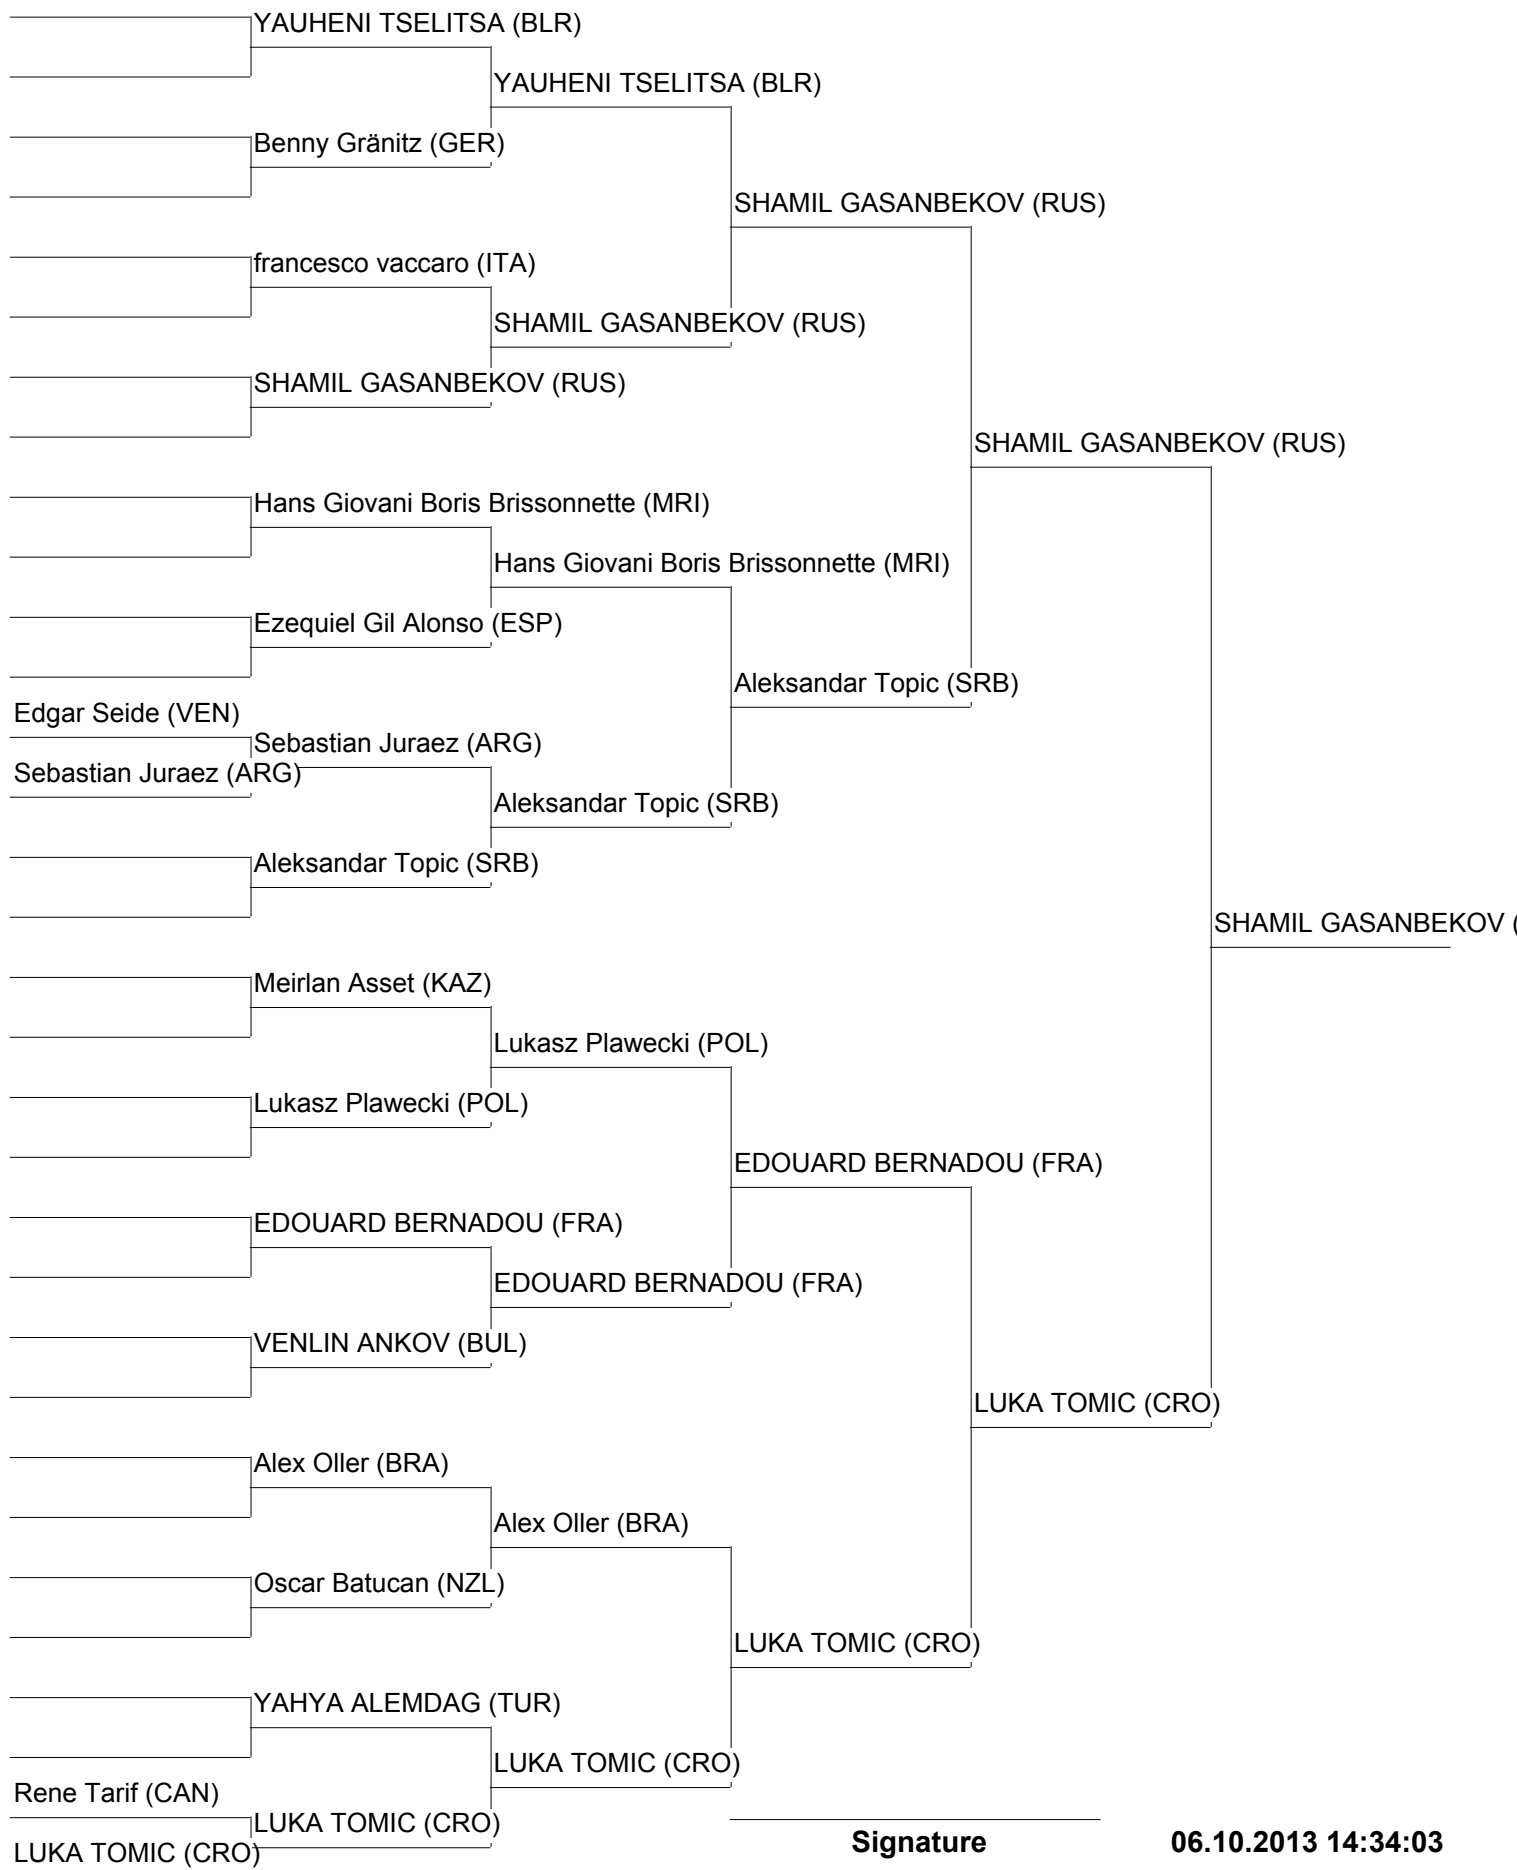 YAUHENI TSELITSA (BLR)
YAUHENI TSELITSA (BLR)
Benny Gränitz (GER)
SHAMIL GASANBEKOV (RUS)
francesco vaccaro (ITA)
SHAMIL GASANBEKOV (RUS)
SHAMIL GASANBEKOV (RUS)
SHAMIL GASANBEKOV (RUS)
Hans Giovani Boris Brissonnette (MRI)
Hans Giovani Boris Brissonnette (MRI)
Ezequiel Gil Alonso (ESP)
Aleksandar Topic (SRB)
Edgar Seide (VEN)
Sebastian Juraez (ARG)
Sebastian Juraez (ARG)
Aleksandar Topic (SRB)
Aleksandar Topic (SRB)
SHAMIL GASANBEKOV (
Meirlan Asset (KAZ)
Lukasz Plawecki (POL)
Lukasz Plawecki (POL)
EDOUARD BERNADOU (FRA)
EDOUARD BERNADOU (FRA)
EDOUARD BERNADOU (FRA)
VENLIN ANKOV (BUL)
LUKA TOMIC (CRO)
Alex Oller (BRA)
Alex Oller (BRA)
Oscar Batucan (NZL)
LUKA TOMIC (CRO)
YAHYA ALEMDAG (TUR)
LUKA TOMIC (CRO)
Rene Tarif (CAN)
LUKA TOMIC (CRO)
LUKA TOMIC (CRO)
Signature 06.10.2013 14:34:03